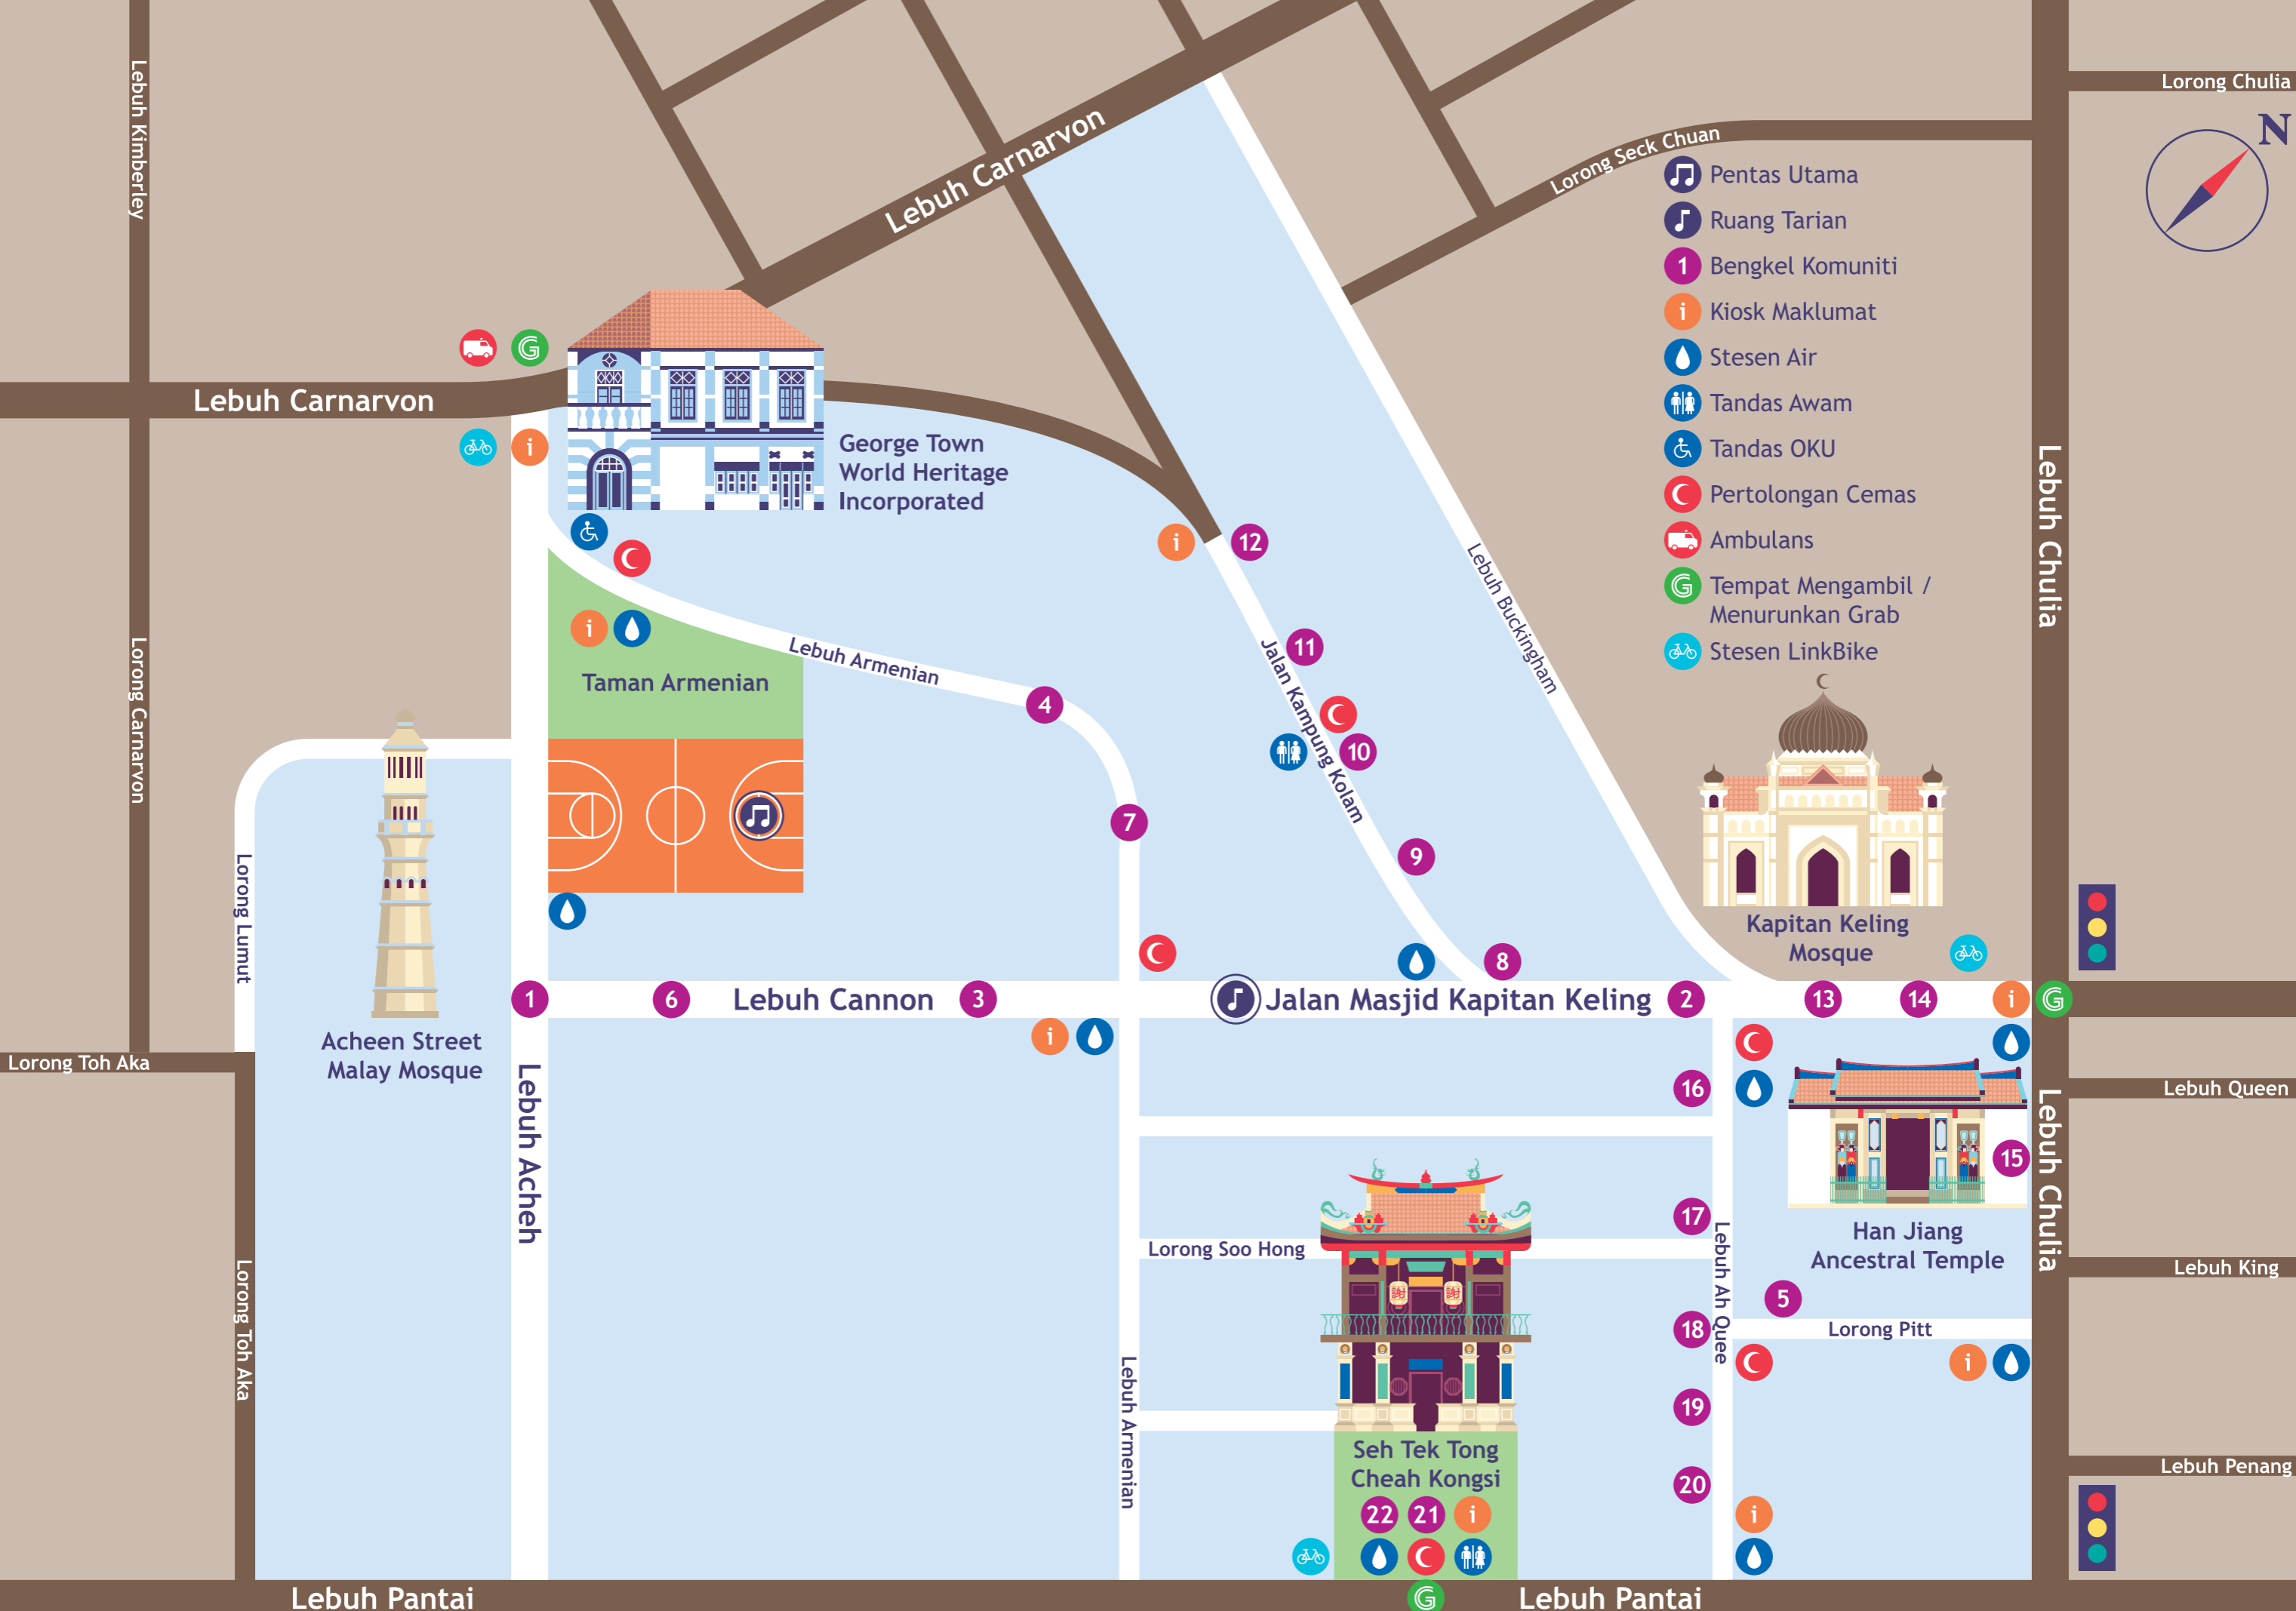 Lorong Chulia
N
Lebuh Kimberley
Lebuh Carnarvon
Lorong Seck Chuan
Pentas Utama
Ruang Tarian
1 Bengkel Komuniti
i Kiosk Maklumat
Stesen Air
Tandas Awam
Tandas OKU
Pertolongan Cemas
Ambulans
G Tempat Mengambil /
Menurunkan Grab
Stesen LinkBike
G
Lebuh Carnarvon
i
George Town
World Heritage
Incorporated
Lebuh Chulia
i
12
Lebuh Buckingham
i
11
Jalan Kampung Kolam
Lebuh Armenian
Taman Armenian
4
Lorong Carnarvon
10
7
9
Lorong Lumut
Kapitan Keling
Mosque
8
1
6
Lebuh Cannon
3
Jalan Masjid Kapitan Keling
2
13
14
i
G
Acheen Street
Malay Mosque
i
Lorong Toh Aka
16
Lebuh Queen
Lebuh Acheh
15
Lebuh Chulia
17
Han Jiang
Ancestral Temple
Lorong Soo Hong
Lebuh Ah Quee
Lebuh King
謝
謝
5
18
Lorong Pitt
Lorong Toh Aka
i
19
Lebuh Armenian
Seh Tek Tong
Cheah Kongsi
Lebuh Penang
20
22
21
i
i
Lebuh Pantai
G
Lebuh Pantai